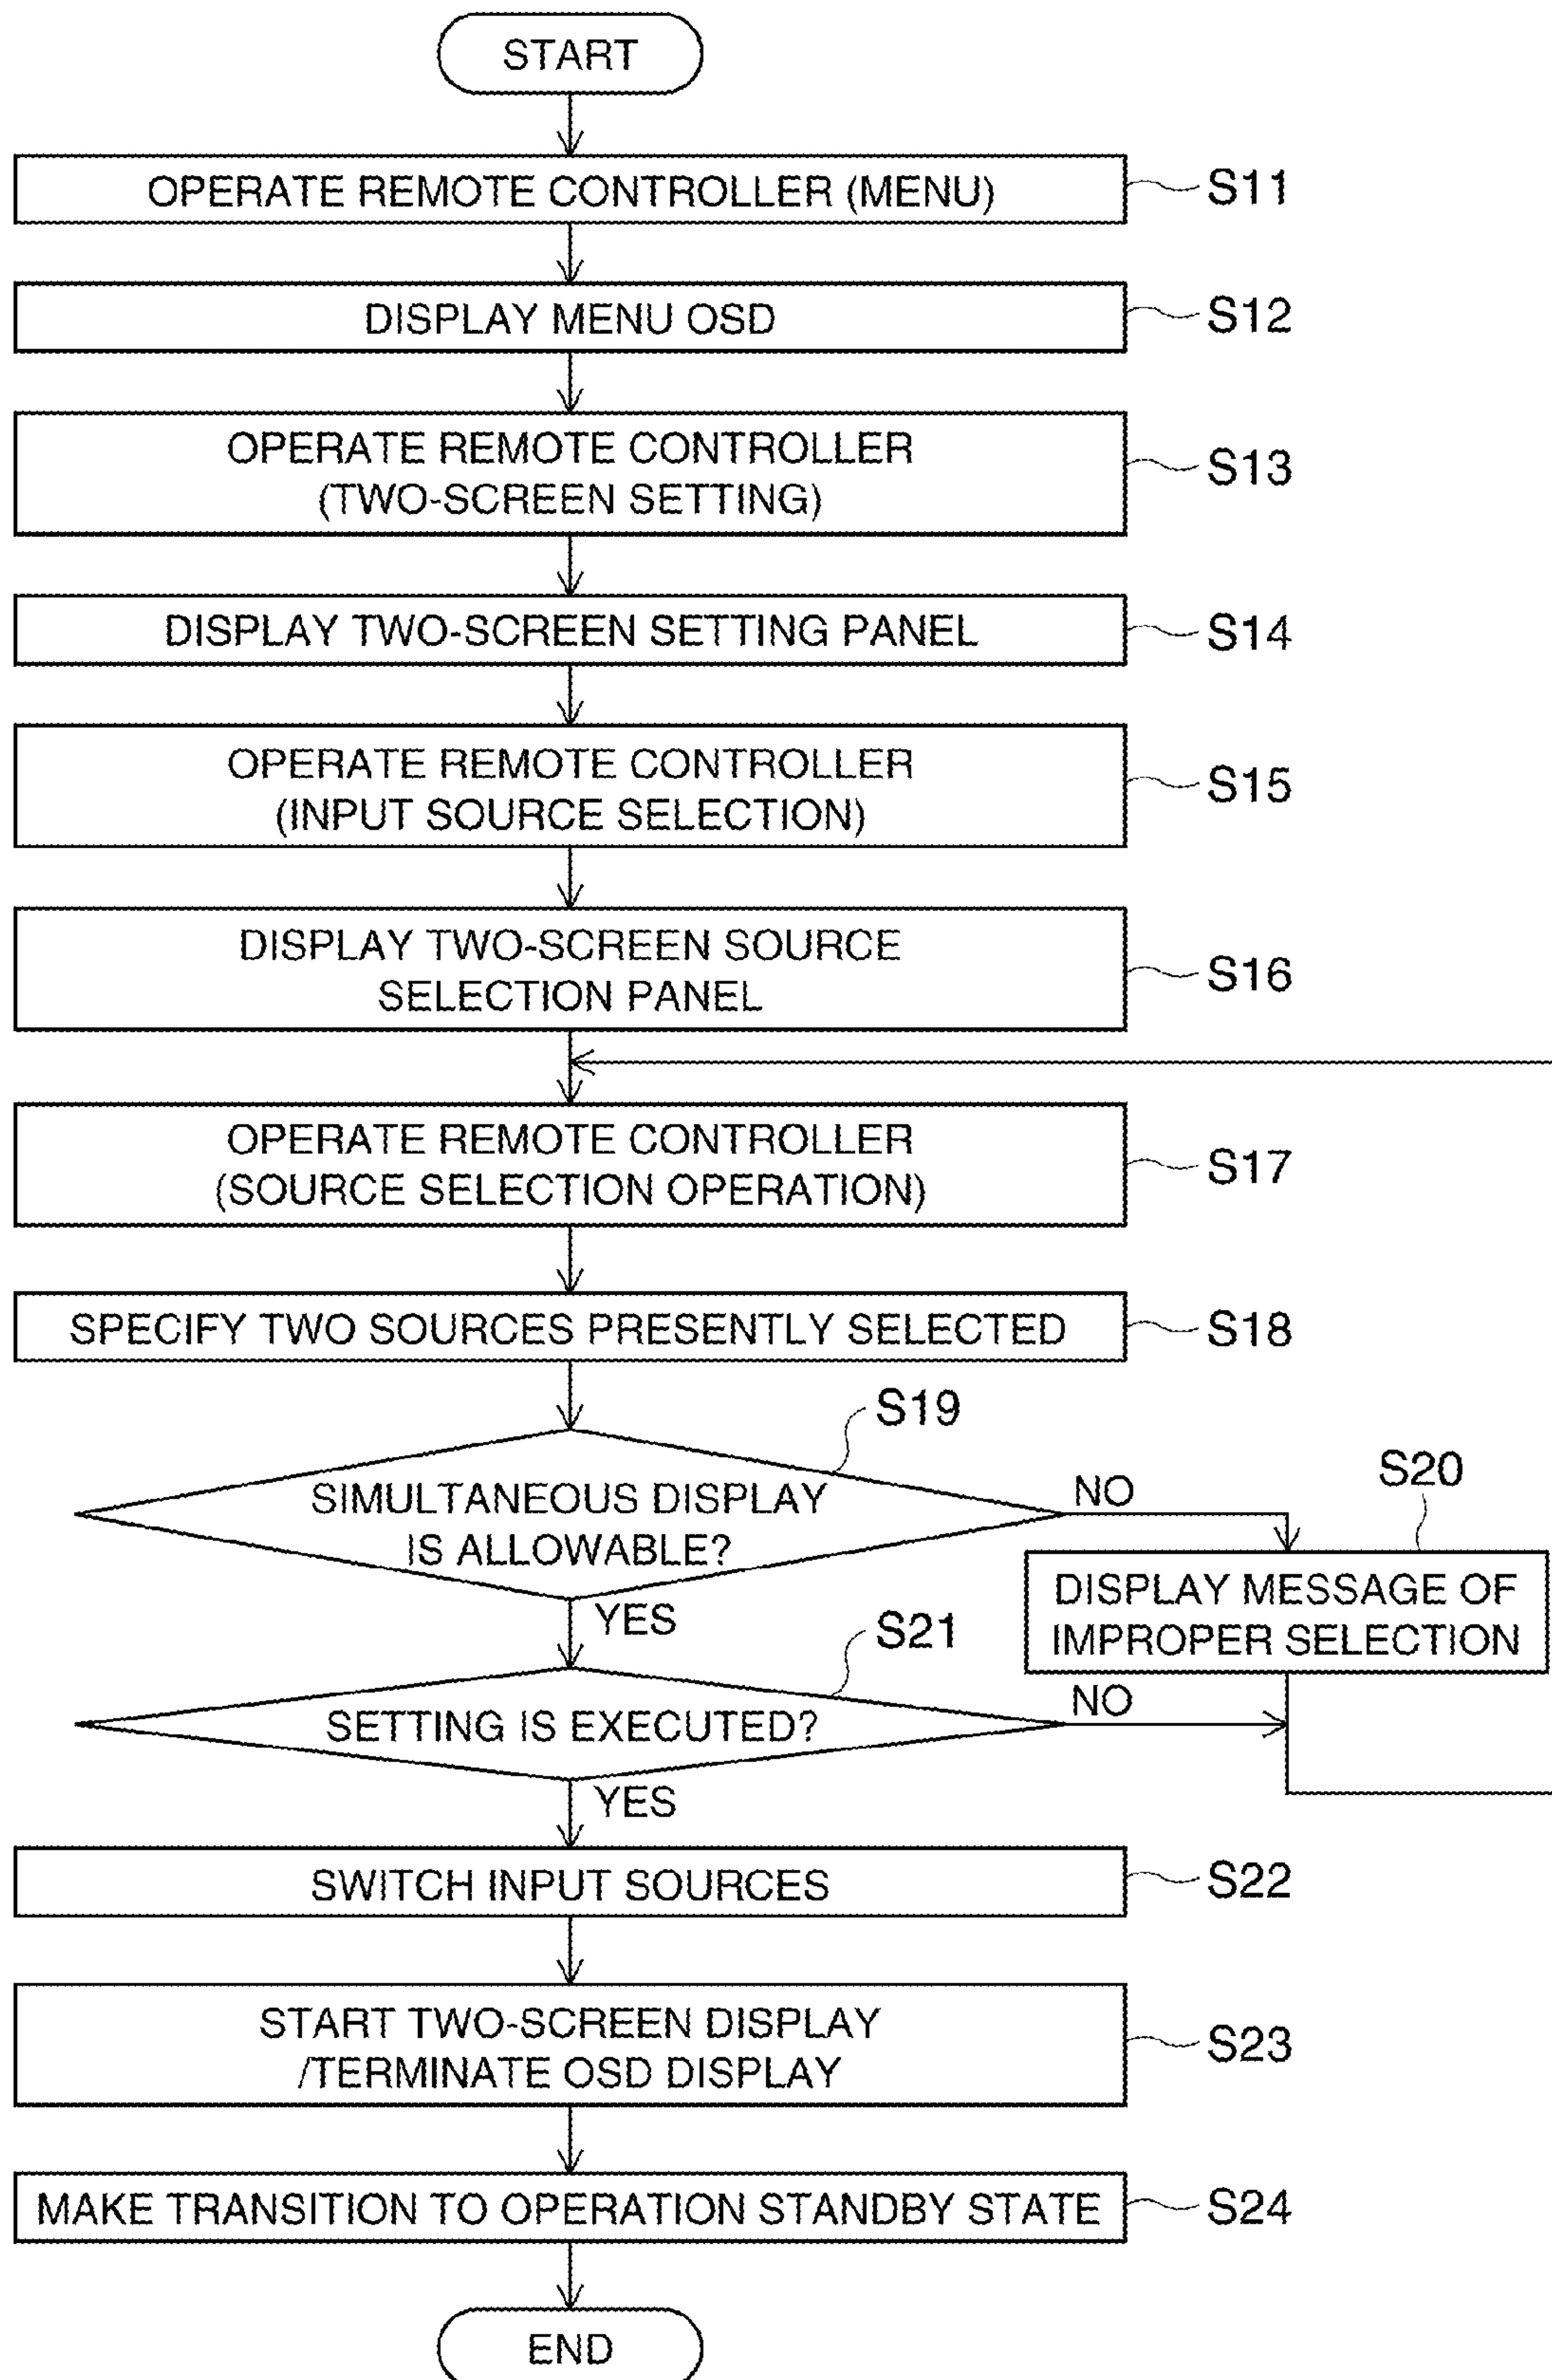 START
OPERATE REMOTE CONTROLLER (MENU)
S11
DISPLAY MENU OSD
S12
OPERATE REMOTE CONTROLLER
(TWO-SCREEN SETTING)
S13
DISPLAY TWO-SCREEN SETTING PANEL
S14
OPERATE REMOTE CONTROLLER
(INPUT SOURCE SELECTION)
S15
DISPLAY TWO-SCREEN SOURCE
SELECTION PANEL
S16
OPERATE REMOTE CONTROLLER
(SOURCE SELECTION OPERATION)
S17
SPECIFY TWO SOURCES PRESENTLY SELECTED
S18
S19
SIMULTANEOUS DISPLAY
IS ALLOWABLE?
NO
S20
DISPLAY MESSAGE OF
IMPROPER SELECTION
YES
S21
SETTING IS EXECUTED?
NO
YES
SWITCH INPUT SOURCES
S22
START TWO-SCREEN DISPLAY
/TERMINATE OSD DISPLAY
S23
MAKE TRANSITION TO OPERATION STANDBY STATE
S24
END